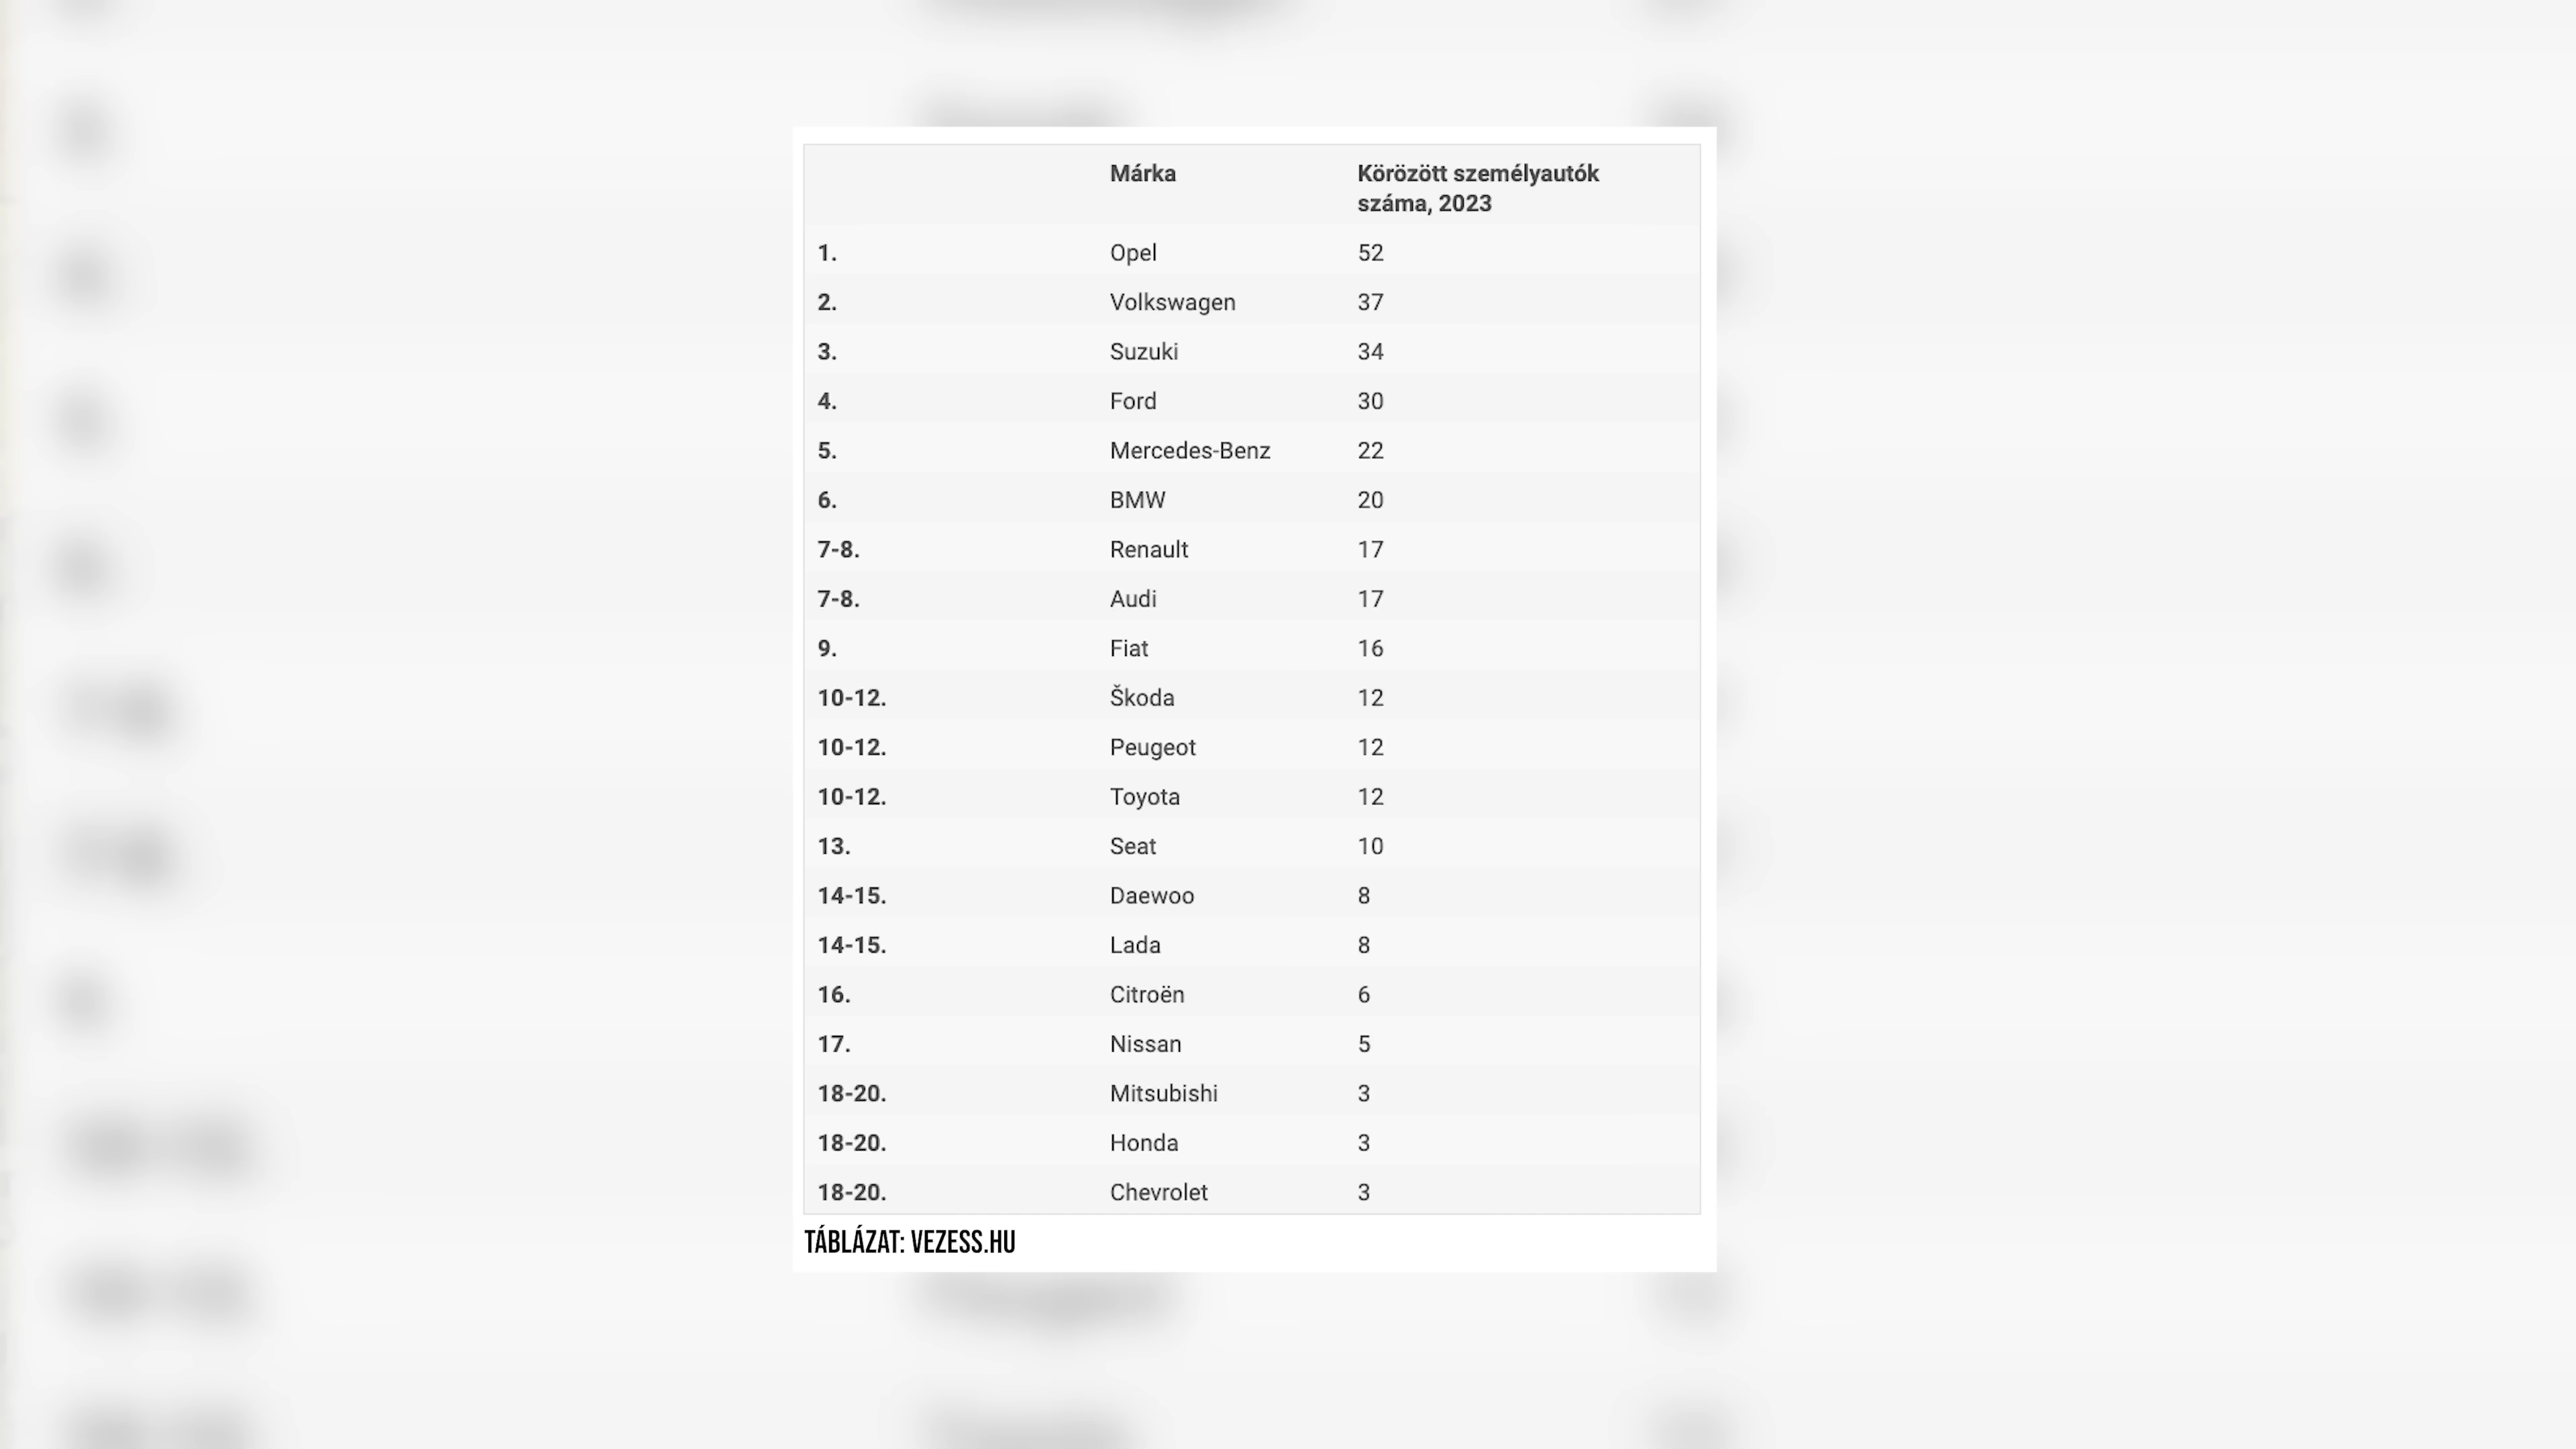 Márka Körözött személyautók
száma, 2023
1. Opel 52
2. Volkswagen 37
3. Suzuki 34
4. Ford 30
5. Mercedes-Benz 22
6. BMW 20
7-8. Renault 17
7-8. Audi 17
9. Fiat 16
10-12. Škoda 12
10-12. Peugeot 12
10-12. Toyota 12
13. Seat 10
14-15. Daewoo 8
14-15. Lada 8
16. Citroën 6
17. Nissan 5
18-20. Mitsubishi 3
18-20. Honda 3
18-20. Chevrolet 3
TÁBLÁZAT: VEZESS.HU